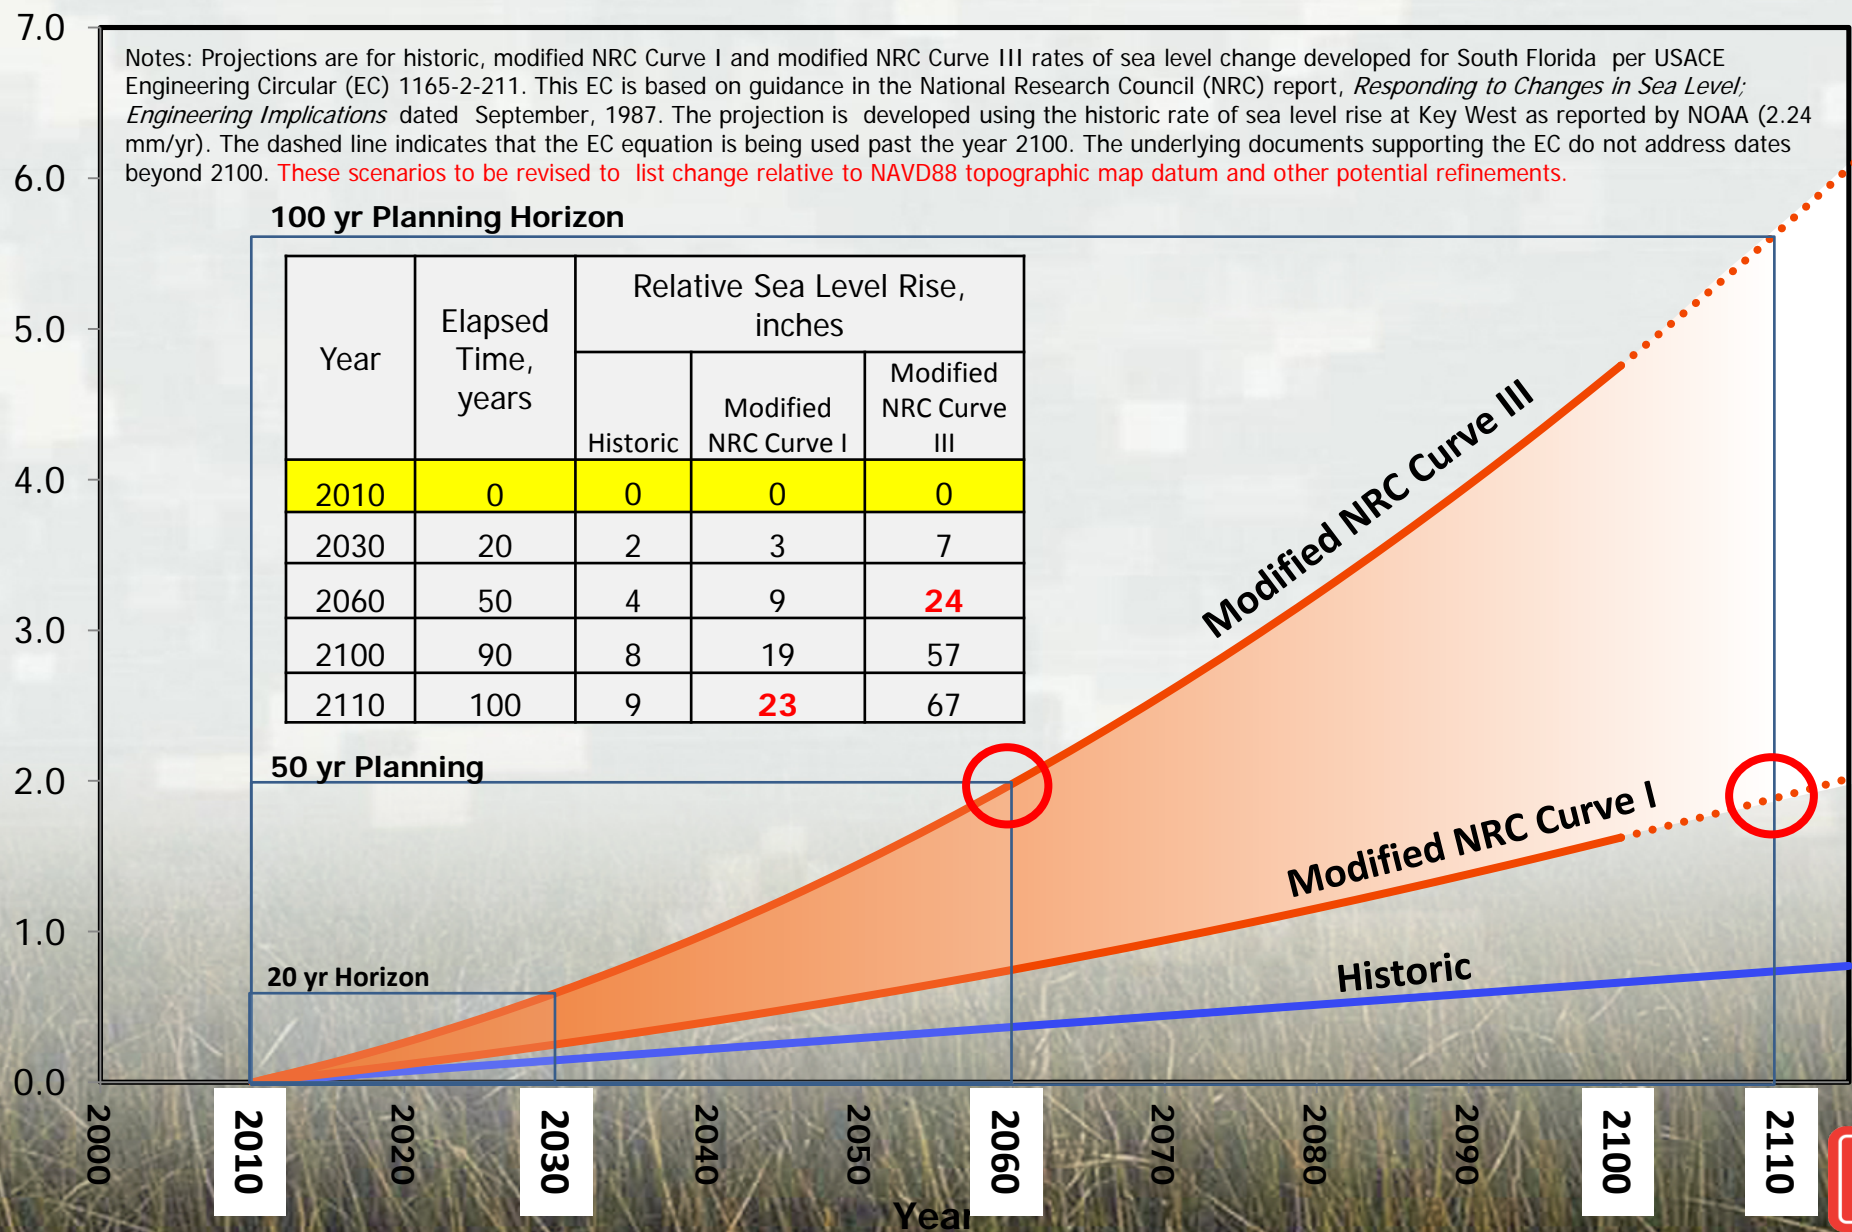 7.0
Notes: Projections are for historic, modified NRC Curve I and modified NRC Curve III rates of sea level change developed for South Florida per USACE
Engineering Circular (EC) 1165-2-211. This EC is based on guidance in the National Research Council (NRC) report, Responding to Changes in Sea Level;
Engineering Implications dated September, 1987. The projection is developed using the historic rate of sea level rise at Key West as reported by NOAA (2.24
mm/yr). The dashed line indicates that the EC equation is being used past the year 2100. The underlying documents supporting the EC do not address dates
beyond 2100. These scenarios to be revised to list change relative to NAVD88 topographic map datum and other potential refinements.
6.0
100 yr Planning Horizon
Relative Sea Level Rise,
inches
Year
Elapsed
Time,
years
Historic
Modified
NRC Curve I
Modified
NRC Curve
III
2010 0 0 0 0
2030 20 2 3 7
2060 50 4 9 24
2100 90 8 19 57
2110 100 9 23 67
5.0
4.0
3.0
Modified NRC Curve III
50 yr Planning
2.0
Modified NRC Curve I
1.0
20 yr Horizon
Historic
0.0
2000 2010 2020 2030 2040 2050 2060 2070 2080 2090 2100 2110
Year